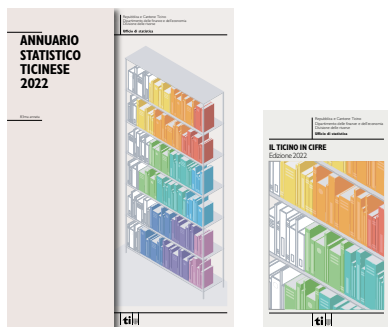 ANNUARIO
STATISTICO
TICINESE
2022
Repubblica e Cantone Ticino
Dipartimento delle finanze e dell'economia
Divisione delle risorse
Ufficio di statistica
ti
Repubblica e Cantone Ticino
Dipartimento delle finanze e dell'economia
Divisione delle risorse
Ufficio di statistica
IL TICINO IN CIFRE
Edizione 2022
ti